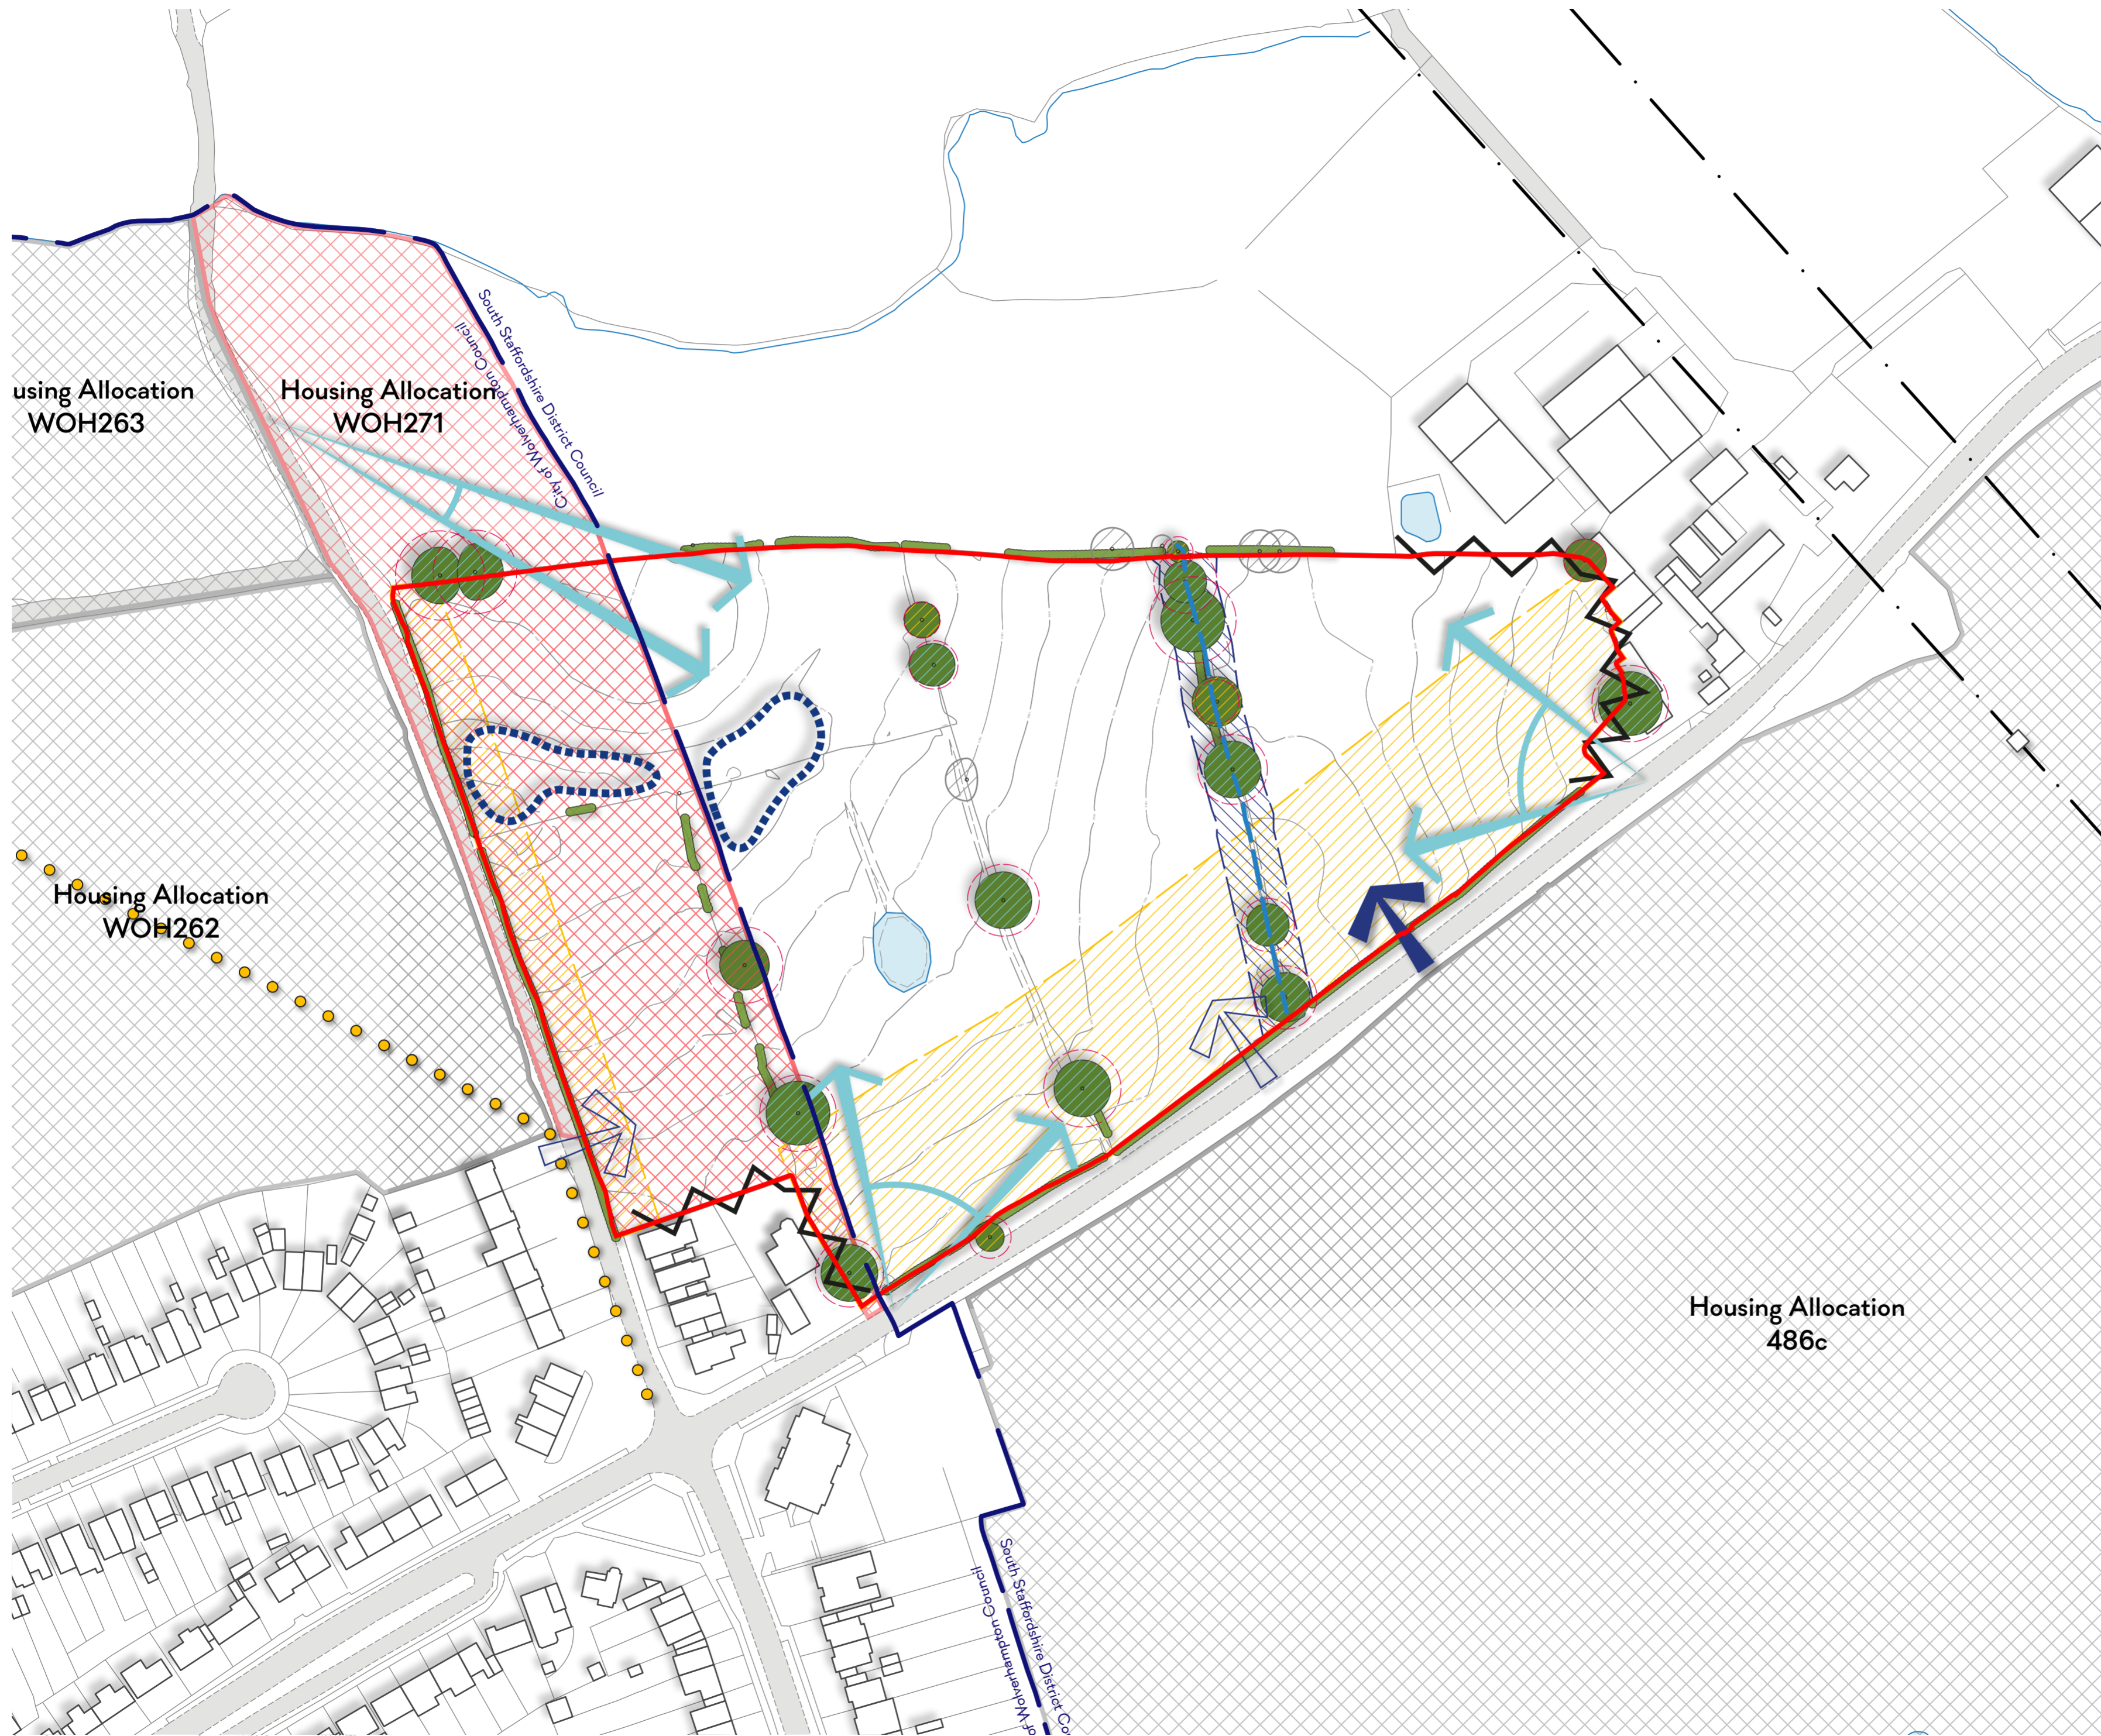 using Allocation
WOH263
Housing Allocation
WOH271
South Staffordshire District Council
City of Wolverhampton Council
Housing Allocation
WOH262
Housing Allocation
486c
South Staffordshire District Co
of Wolverhampton Council